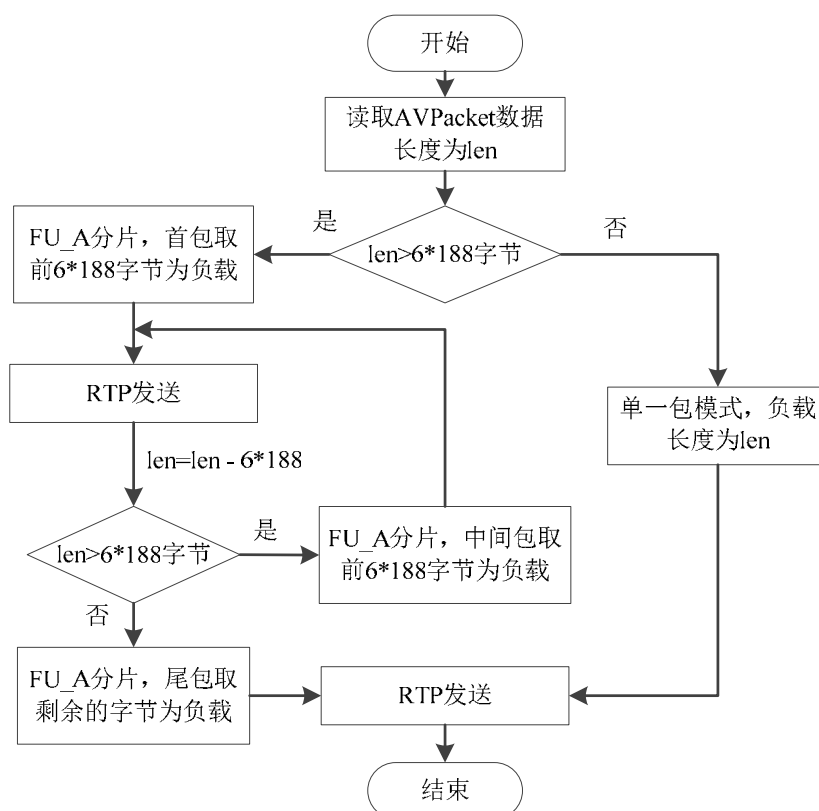 开始
读取AVPacket数据
长度为len
是
否
len>6*188字节
FU_A分片，首包取
前6*188字节为负载
RTP发送
单一包模式，负载
长度为len
len=len - 6*188
len>6*188字节
是
FU_A分片，中间包取
前6*188字节为负载
否
FU_A分片，尾包取
剩余的字节为负载
RTP发送
结束